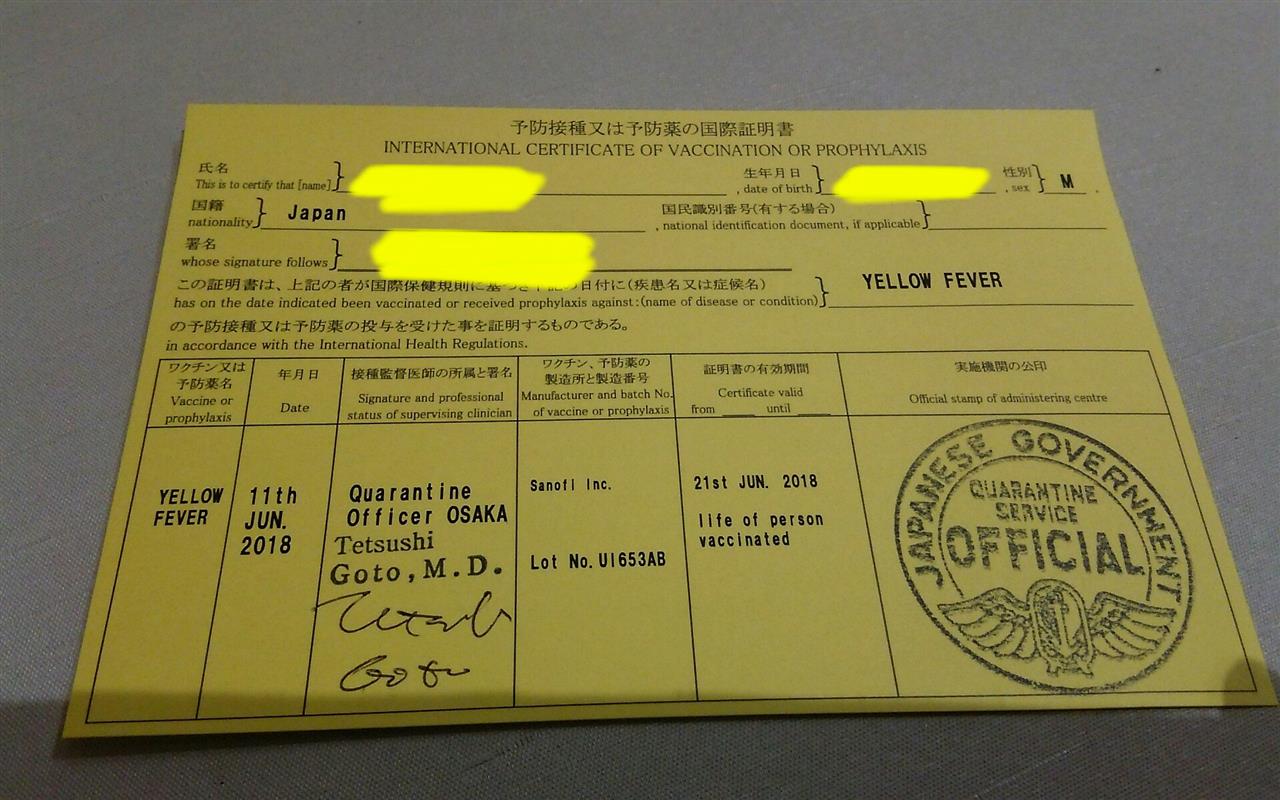 予防接種又は予防薬の国際証明書
INTERNATIONAL CERTIFICATE OF VACCINATION OR PROPHYLAXIS
氏名
This is to certify that [name]
生年月日
, date of birth
性別
, sex
M
国籍
nationality
Japan
国民識別番号(有する場合)
, national identification document, if applicable
署名
whose signature follows
この証明書は、上記の者が国際保健規則に基づき 日付に(疾患名又は症候名)
has on the date indicated been vaccinated or received prophylaxis against:(name of disease or condition)
YELLOW FEVER
の予防接種又は予防薬の投与を受けた事を証明するものである。
in accordance with the International Health Regulations.
ワクチン又は
予防薬名
Vaccine or
prophylaxis
年月日
Date
接種監督医師の所属と署名
Signature and professional
status of supervising clinician
ワクチン、予防薬の
製造所と製造番号
Manufacturer and batch No.
of vaccine or prophylaxis
証明書の有効期間
Certificate valid
from ____ until ____
実施機関の公印
Official stamp of administering centre
YELLOW
FEVER
11th
JUN.
2018
Quarantine
Officer OSAKA
Tetsushi
Goto, M.D.
Tetsushi
Goto
Sanofi Inc.
Lot No. U1653AB
21st JUN. 2018
life of person
vaccinated
JAPANESE GOVERNMENT
QUARANTINE
SERVICE
OFFICIAL